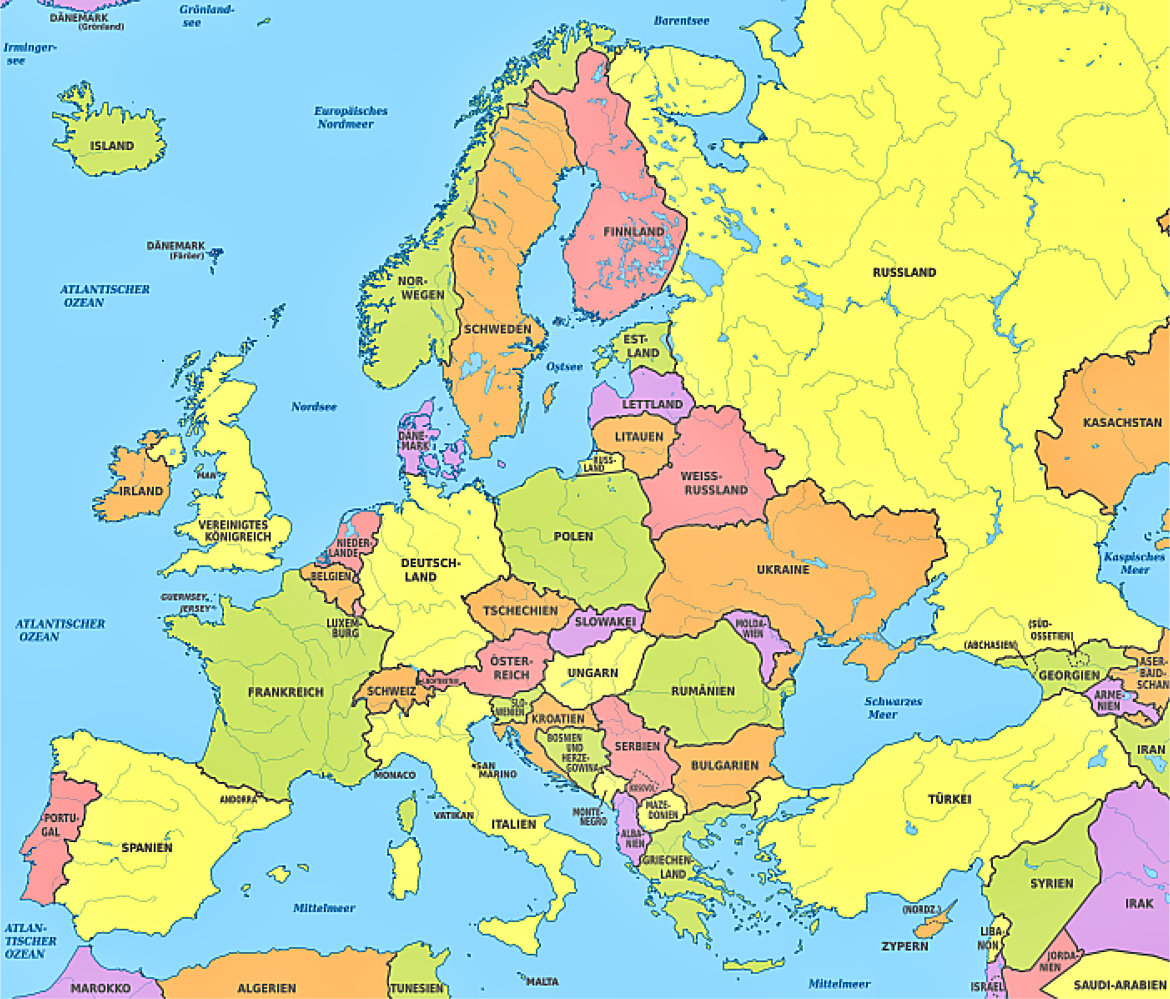 DÄNEMARK
(Grönland)
Grönland-
see
Barentsee
Irminger-
see
Europäisches
Nordmeer
ISLAND
DÄNEMARK
(Färöer)
FINNLAND
RUSSLAND
ATLANTISCHER
OZEAN
NOR-
WEGEN
SCHWEDEN
EST-
LAND
Ostsee
Nordsee
LETTLAND
KASACHSTAN
DÄNE-
MARK
LITAUEN
RUSS-
LAND
MAN
WEISS-
RUSSLAND
IRLAND
VEREINIGTES
KÖNIGREICH
POLEN
NIEDER-
LANDE
Kaspisches
Meer
DEUTSCH-
LAND
UKRAINE
BELGIEN
GUERNSEY
JERSEY
TSCHECHIEN
ATLANTISCHER
OZEAN
LUXEM-
BURG
SLOWAKEI
MOLDA-
WIEN
(SÜD-
OSSETIEN)
(ABCHASIEN)
ÖSTER-
REICH
ASER-
BAID-
SCHAN
UNGARN
GEORGIEN
FRANKREICH
SCHWEIZ
LIECHTENSTEIN
RUMÄNIEN
ARME-
NIEN
SLO-
WENIEN
Schwarzes
Meer
KROATIEN
BOSNIEN
UND
HERZE-
GOWINA
SERBIEN
IRAN
BULGARIEN
SAN
MARINO
MONACO
KOSOVO
ANDORRA
TÜRKEI
MAZE-
DONIEN
MONTE-
NEGRO
VATIKAN
ITALIEN
PORTU-
GAL
ALBA-
NIEN
SPANIEN
GRIECHEN-
LAND
SYRIEN
IRAK
Mittelmeer
(NORDZ.)
ZYPERN
ATLAN-
TISCHER
OZEAN
LIBA-
NON
JORDA-
NIEN
MALTA
Mittelmeer
MAROKKO
ALGERIEN
TUNESIEN
ISRAEL
SAUDI-ARABIEN